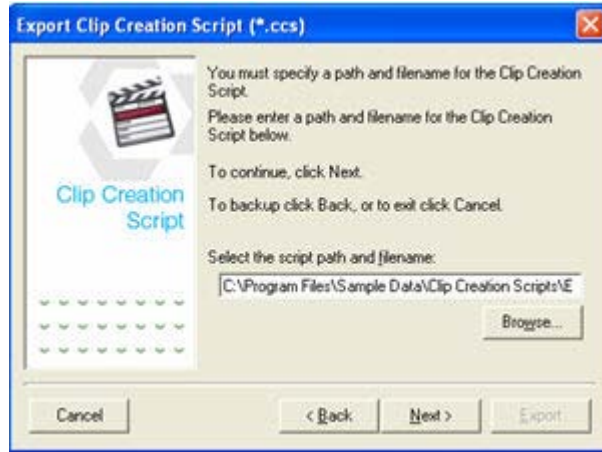 Export Clip Creation Script (*.ccs)
You must specify a path and filename for the Clip Creation
Script.
Please enter a path and filename for the Clip Creation
Script below.
To continue, click Next.
To backup click Back, or to exit click Cancel.
Clip Creation
Script
Select the script path and filename:
C:\Program Files\Sample Data\Clip Creation Scripts\E
Browse...
Cancel
< Back
Next >
Export